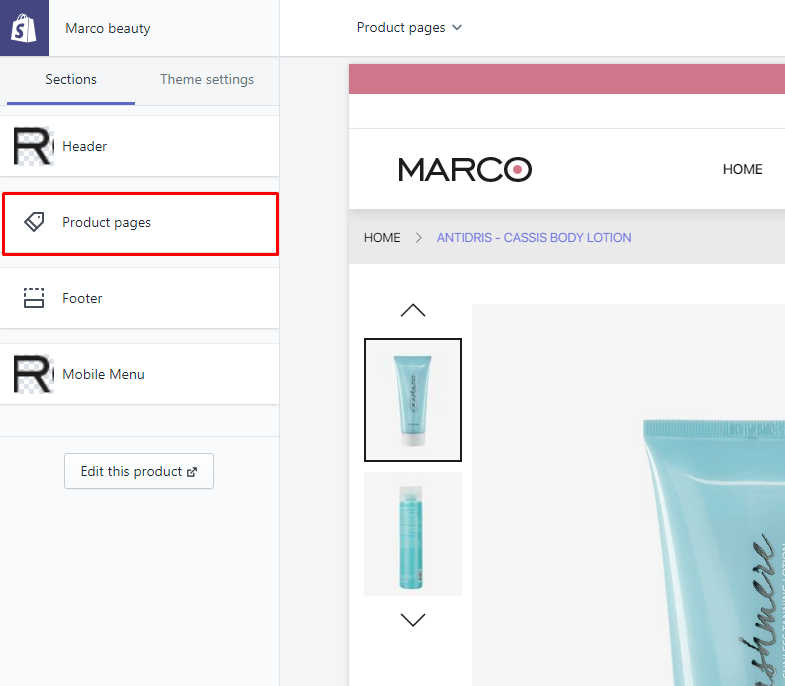 Marco beauty
Product pages
Sections
Theme settings
Header
Product pages
Footer
Mobile Menu
Edit this product
MARCO
HOME
HOME
ANTIDRIS - CASSIS BODY LOTION
cashmere